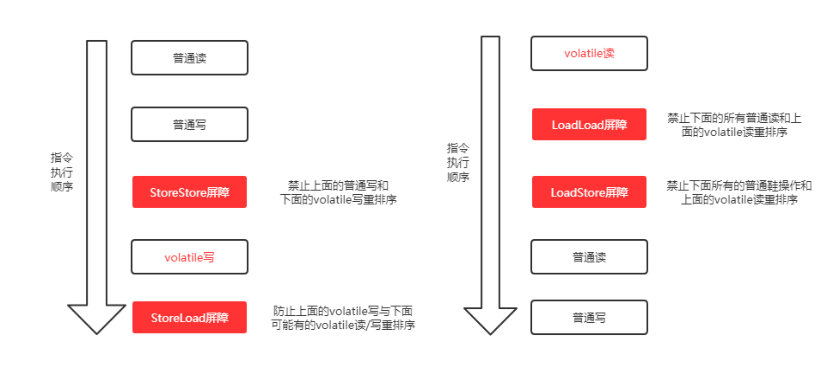 普通读
普通写
指令
执行
顺序
StoreStore屏障
禁止上面的普通写和
下面的volatile写重排序
volatile写
StoreLoad屏障
防止上面的volatile写与下面
可能有的volatile读/写重排序
volatile读
LoadLoad屏障
禁止下面的所有普通读和上
面的volatile读重排序
指令
执行
顺序
LoadStore屏障
禁止下面所有的普通鞋操作和
上面的volatile读重排序
普通读
普通写